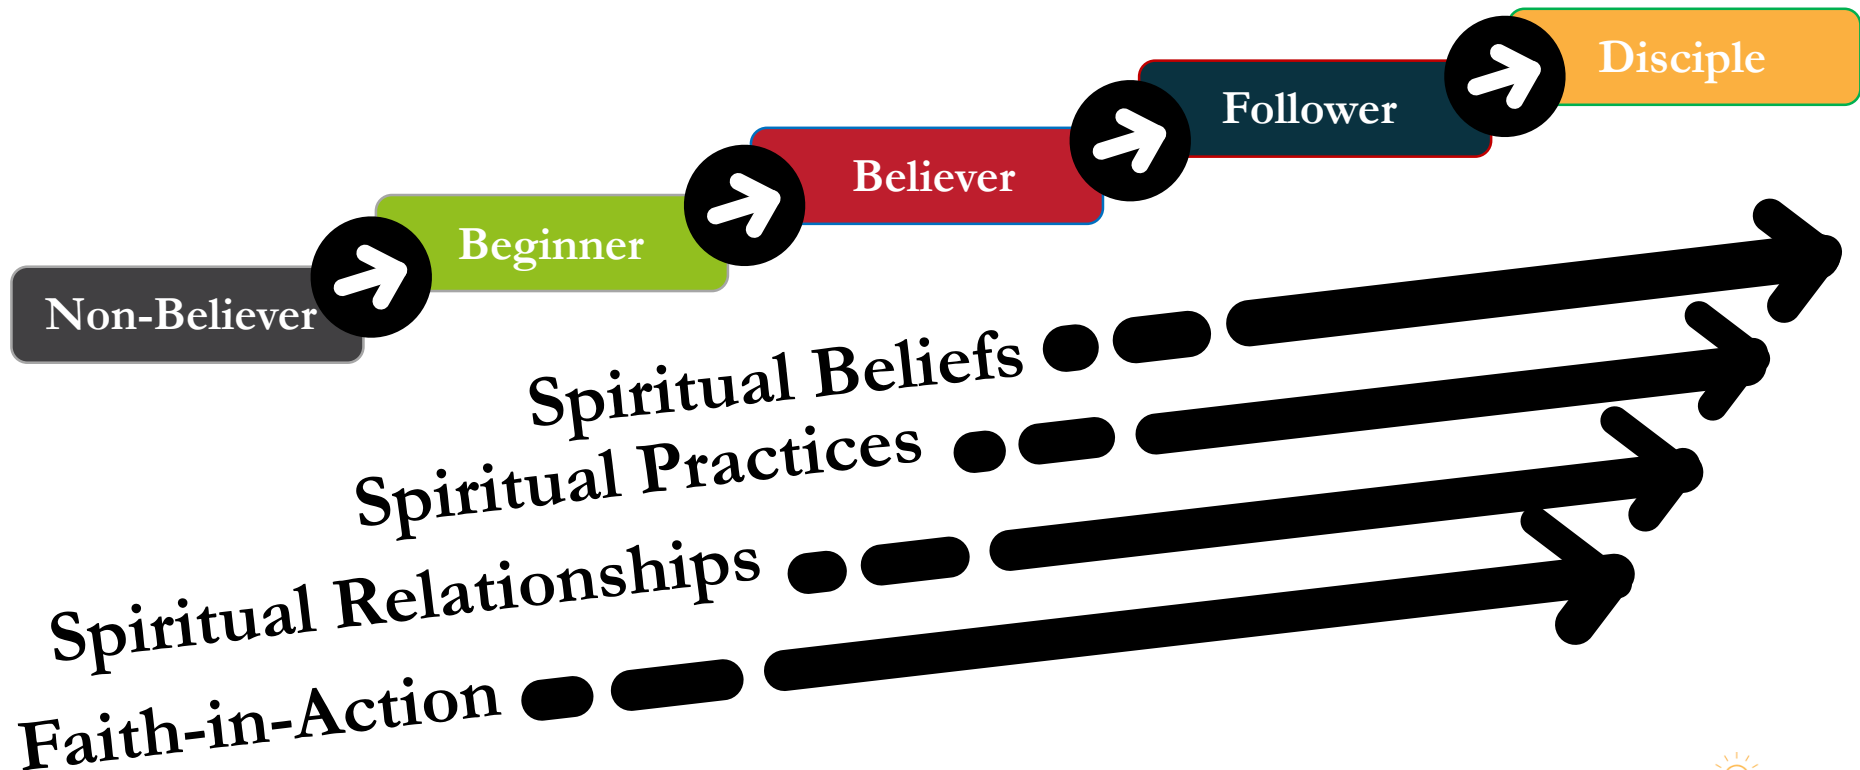 Non-Believer
Beginner
Believer
Follower
Disciple
Spiritual Beliefs
Spiritual Practices
Spiritual Relationships
Faith-in-Action